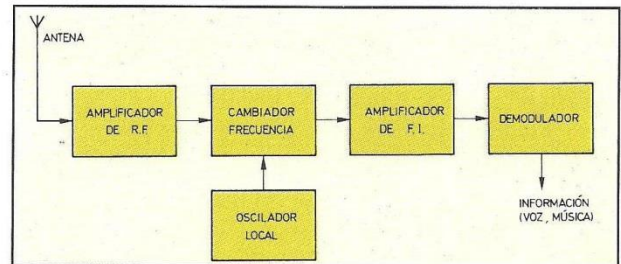 ANTENA
AMPLIFICADOR
DE R.F.
CAMBIADOR
FRECUENCIA
AMPLIFICADOR
DE F.I.
DEMODULADOR
OSCILADOR
LOCAL
INFORMACIÓN
(VOZ, MÚSICA)